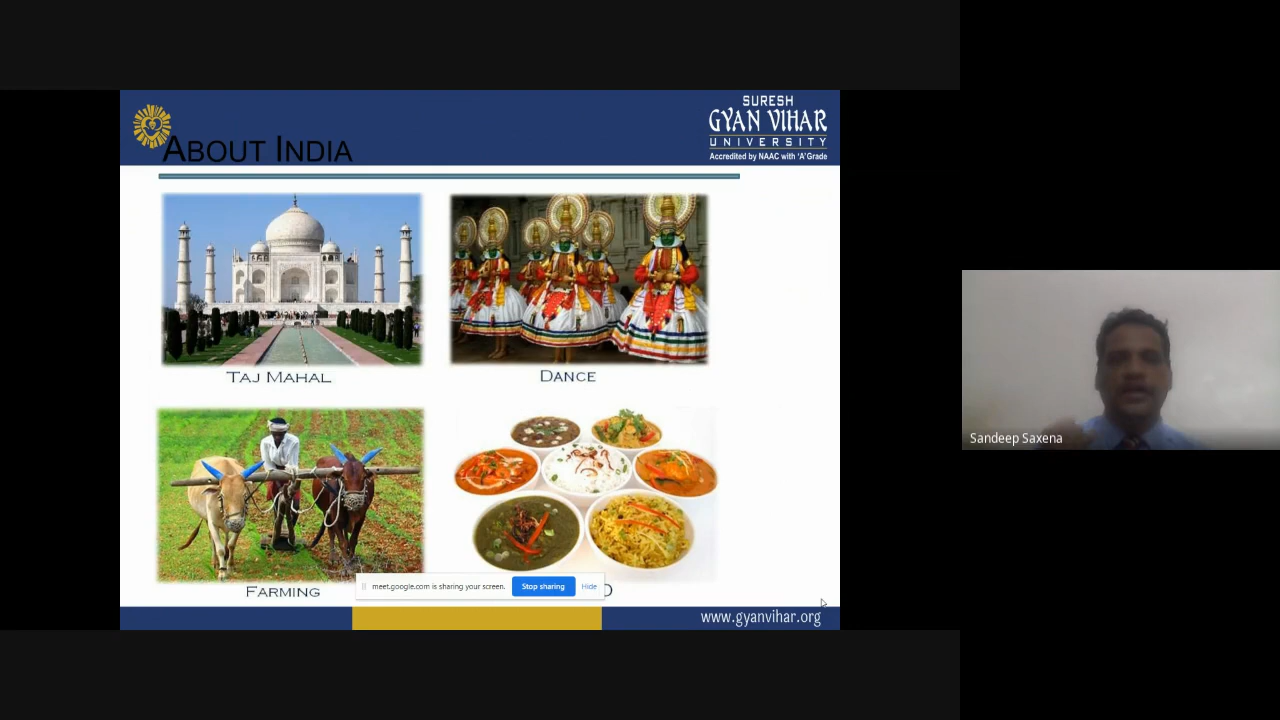 SURESH
GYAN VIHAR
UNIVERSITY
Accredited by NAAC with 'A' Grade
ABOUT INDIA
TAJ MAHAL
DANCE
Sandeep Saxena
meet.google.com is sharing your screen.
Stop sharing
Hide
FARMING
www.gyanvihar.org